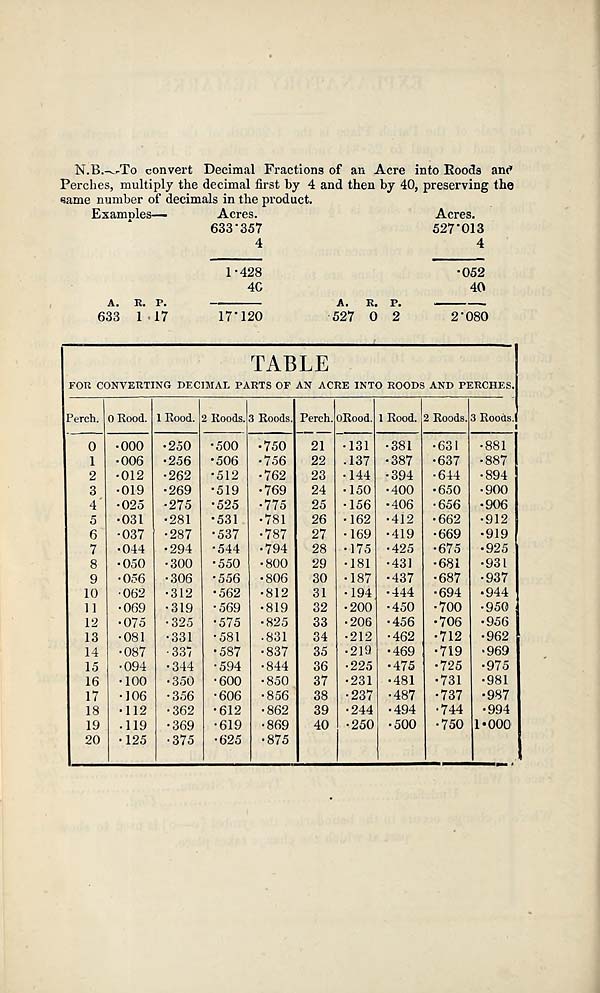 N.B.—To convert Decimal Fractions of an Acre into Roods and
Perches, multiply the decimal first by 4 and then by 40, preserving the
same number of decimals in the product.
Examples— Acres. Acres.
633·357 527·013
4 4
1·428 ·052
40 40
A. R. P. A. R. P.
633 1 17 17·120 527 0 2 2·080
TABLE
FOR CONVERTING DECIMAL PARTS OF AN ACRE INTO ROODS AND PERCHES.
Perch. 0 Rood. 1 Rood. 2 Roods. 3 Roods. Perch. 0Rood. 1 Rood. 2 Roods. 3 Roods.
0 ·000 ·250 ·500 ·750 21 ·131 ·381 ·631 ·881
1 ·006 ·256 ·506 ·756 22 ·137 ·387 ·637 ·887
2 ·012 ·262 ·512 ·762 23 ·144 ·394 ·644 ·894
3 ·019 ·269 ·519 ·769 24 ·150 ·400 ·650 ·900
4 ·025 ·275 ·525 ·775 25 ·156 ·406 ·656 ·906
5 ·031 ·281 ·531 ·781 26 ·162 ·412 ·662 ·912
6 ·037 ·287 ·537 ·787 27 ·169 ·419 ·669 ·919
7 ·044 ·294 ·544 ·794 28 ·175 ·425 ·675 ·925
8 ·050 ·300 ·550 ·800 29 ·181 ·431 ·681 ·931
9 ·056 ·306 ·556 ·806 30 ·187 ·437 ·687 ·937
10 ·062 ·312 ·562 ·812 31 ·194 ·444 ·694 ·944
11 ·069 ·319 ·569 ·819 32 ·200 ·450 ·700 ·950
12 ·075 ·325 ·575 ·825 33 ·206 ·456 ·706 ·956
13 ·081 ·331 ·581 ·831 34 ·212 ·462 ·712 ·962
14 ·087 ·337 ·587 ·837 35 ·219 ·469 ·719 ·969
15 ·094 ·344 ·594 ·844 36 ·225 ·475 ·725 ·975
16 ·100 ·350 ·600 ·850 37 ·231 ·481 ·731 ·981
17 ·106 ·356 ·606 ·856 38 ·237 ·487 ·737 ·987
18 ·112 ·362 ·612 ·862 39 ·244 ·494 ·744 ·994
19 ·119 ·369 ·619 ·869 40 ·250 ·500 ·750 1·000
20 ·125 ·375 ·625 ·875